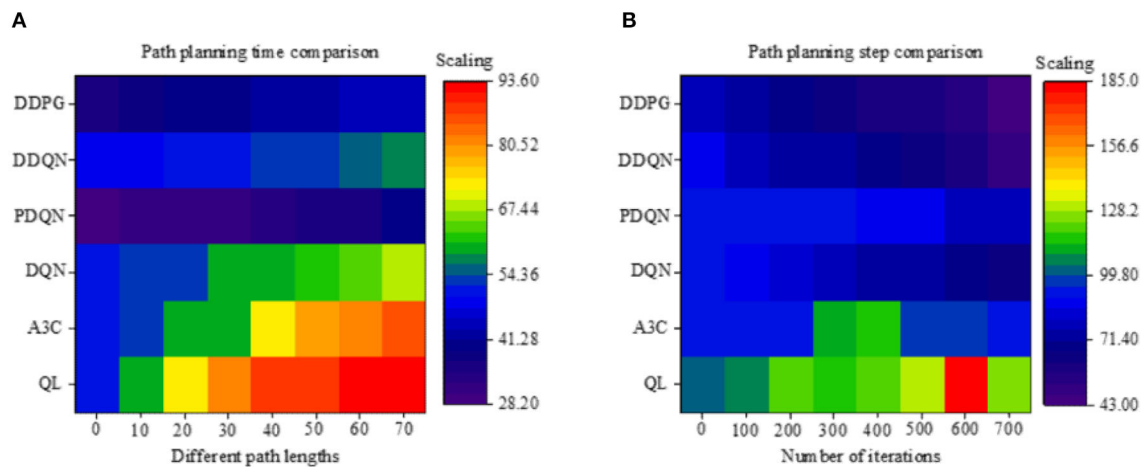 A
B
Path planning time comparison
Path planning step comparison
Scaling
Scaling
DDPG
DDQN
PDQN
DQN
A3C
QL
93.60
80.52
67.44
54.36
41.28
28.20
0 10 20 30 40 50 60 70
Different path lengths
DDPG
DDQN
PDQN
DQN
A3C
QL
185.0
156.6
128.2
99.80
71.40
43.00
0 100 200 300 400 500 600 700
Number of iterations